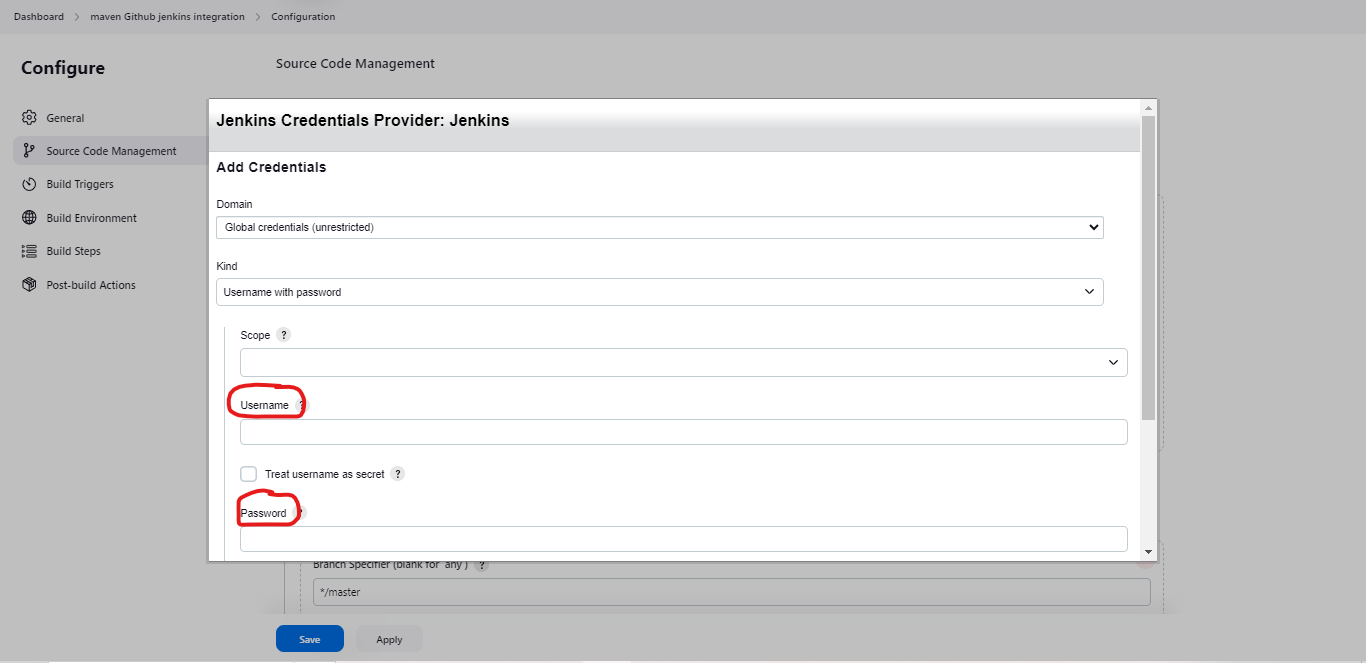 Dashboard > maven Github jenkins integration > Configuration
Configure
Source Code Management
General
Source Code Management
Build Triggers
Build Environment
Build Steps
Post-build Actions
Jenkins Credentials Provider: Jenkins
Add Credentials
Domain
Global credentials (unrestricted)
Kind
Username with password
Scope ?
Username ?
Treat username as secret ?
Password ?
Branch Specifier (blank for 'any') ?
*/master
Save
Apply